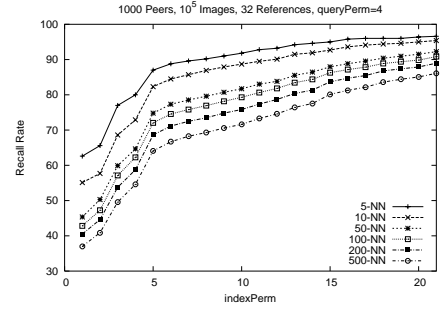 1000 Peers, 10^5 Images, 32 References, queryPerm=4
100
90
80
70
60
50
40
30
Recall Rate
0
5
10
15
20
indexPerm
5-NN
10-NN
50-NN
100-NN
200-NN
500-NN